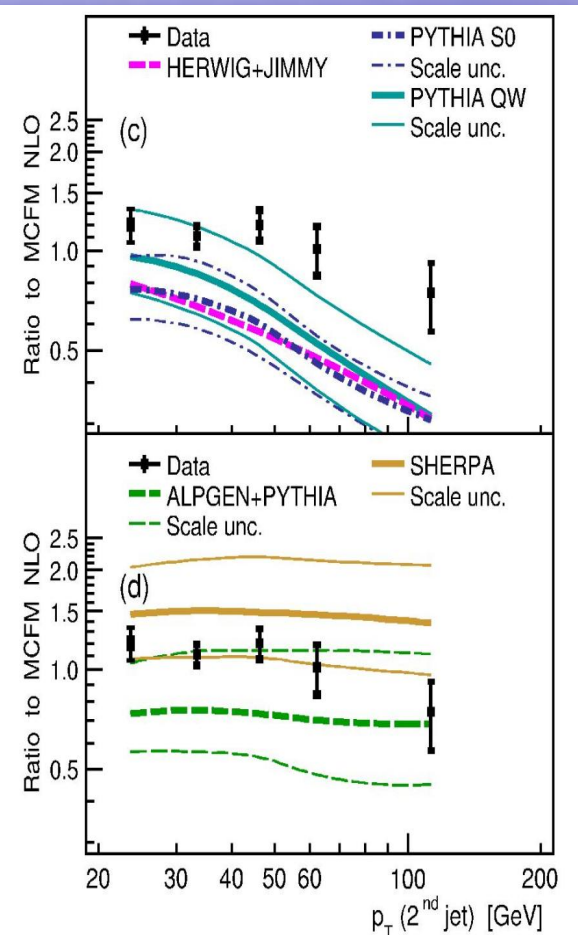 Data
HERWIG+JIMMY
PYTHIA S0
Scale unc.
PYTHIA QW
Scale unc.
(c)
2.5
2.0
1.5
1.0
0.5
Ratio to MCFM NLO
Data
ALPGEN+PYTHIA
Scale unc.
SHERPA
Scale unc.
(d)
2.5
2.0
1.5
1.0
0.5
Ratio to MCFM NLO
20 30 40 50 60 100 200
p_T (2^nd jet) [GeV]